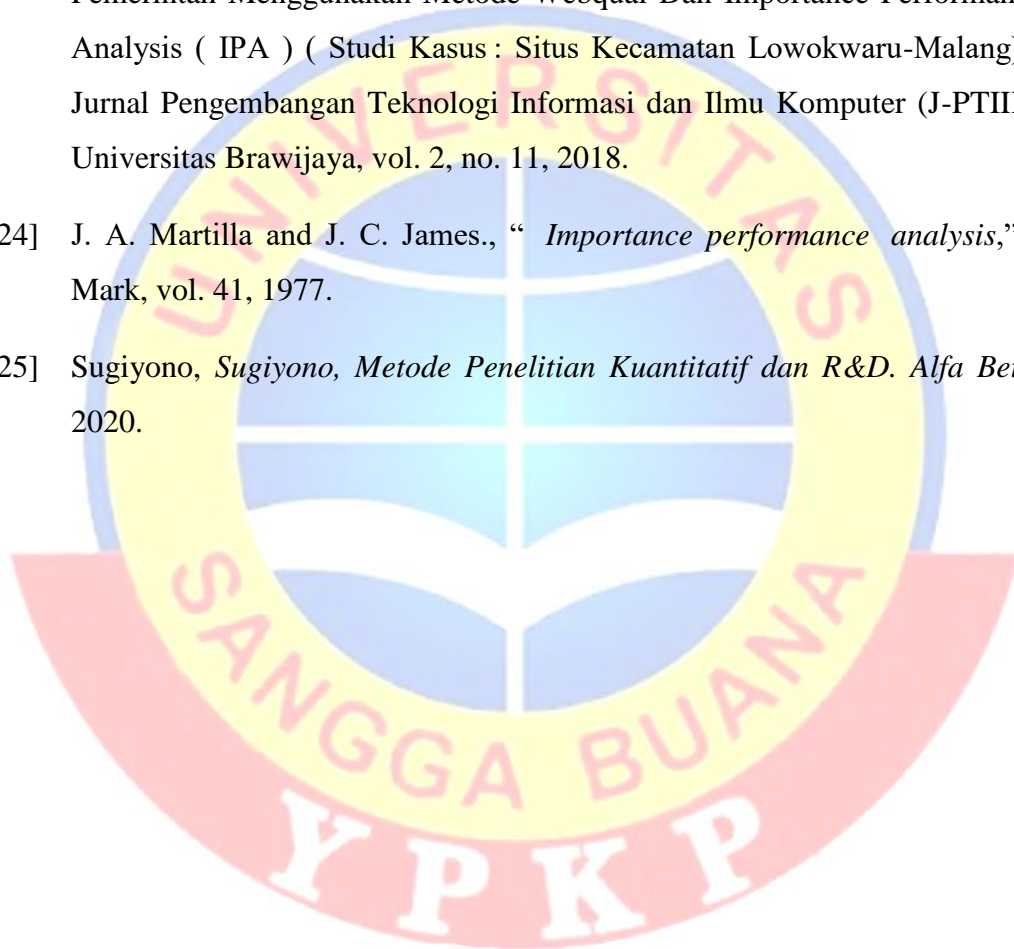 Pemerintah Menggunakan Metode Webqual Dan Importance Performan
Analysis ( IPA ) ( Studi Kasus : Situs Kecamatan Lowokwaru-Malang)
Jurnal Pengembangan Teknologi Informasi dan Ilmu Komputer (J-PTII
Universitas Brawijaya, vol. 2, no. 11, 2018.
24] J. A. Martilla and J. C. James., “ Importance performance analysis,”
Mark, vol. 41, 1977.
25] Sugiyono, Sugiyono, Metode Penelitian Kuantitatif dan R&D. Alfa Bet
2020.
UNIVERSITAS
SANGGA BUANA
YPKP